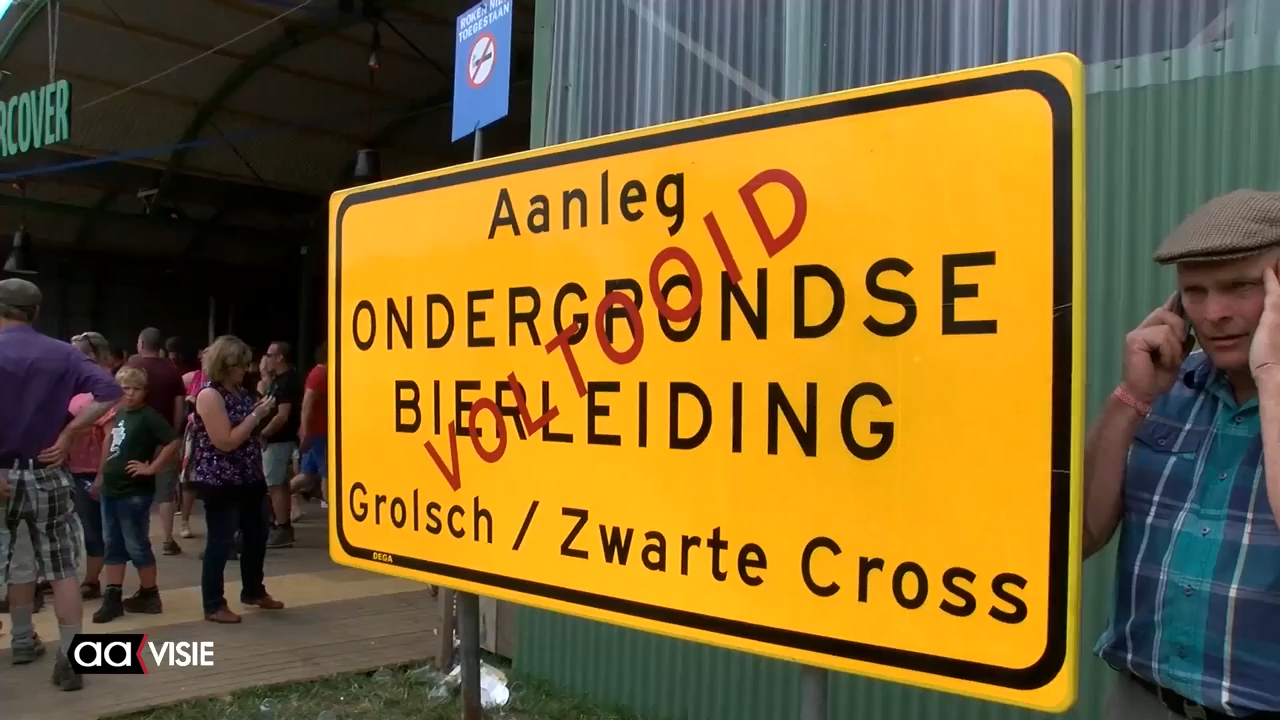 ROKEN NIET
TOEGESTAAN
RCOVER
Aanleg
ONDERGRONDSE
BIERLEIDING
VOLTOOID
Grolsch / Zwarte Cross
DEGA
aa VISIE